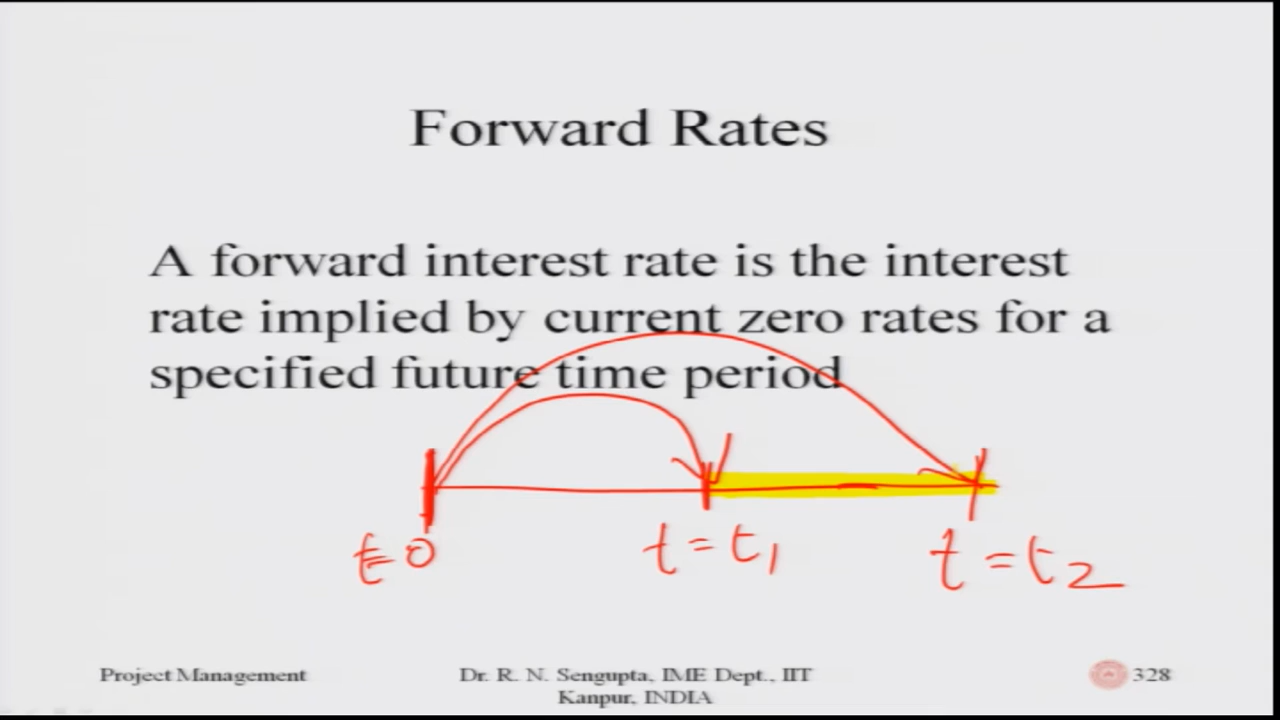 Forward Rates
A forward interest rate is the interest
rate implied by current zero rates for a
specified future time period
t=0
t=t1
t=t2
Project Management
Dr. R. N. Sengupta, IME Dept., IIT
Kanpur, INDIA
328